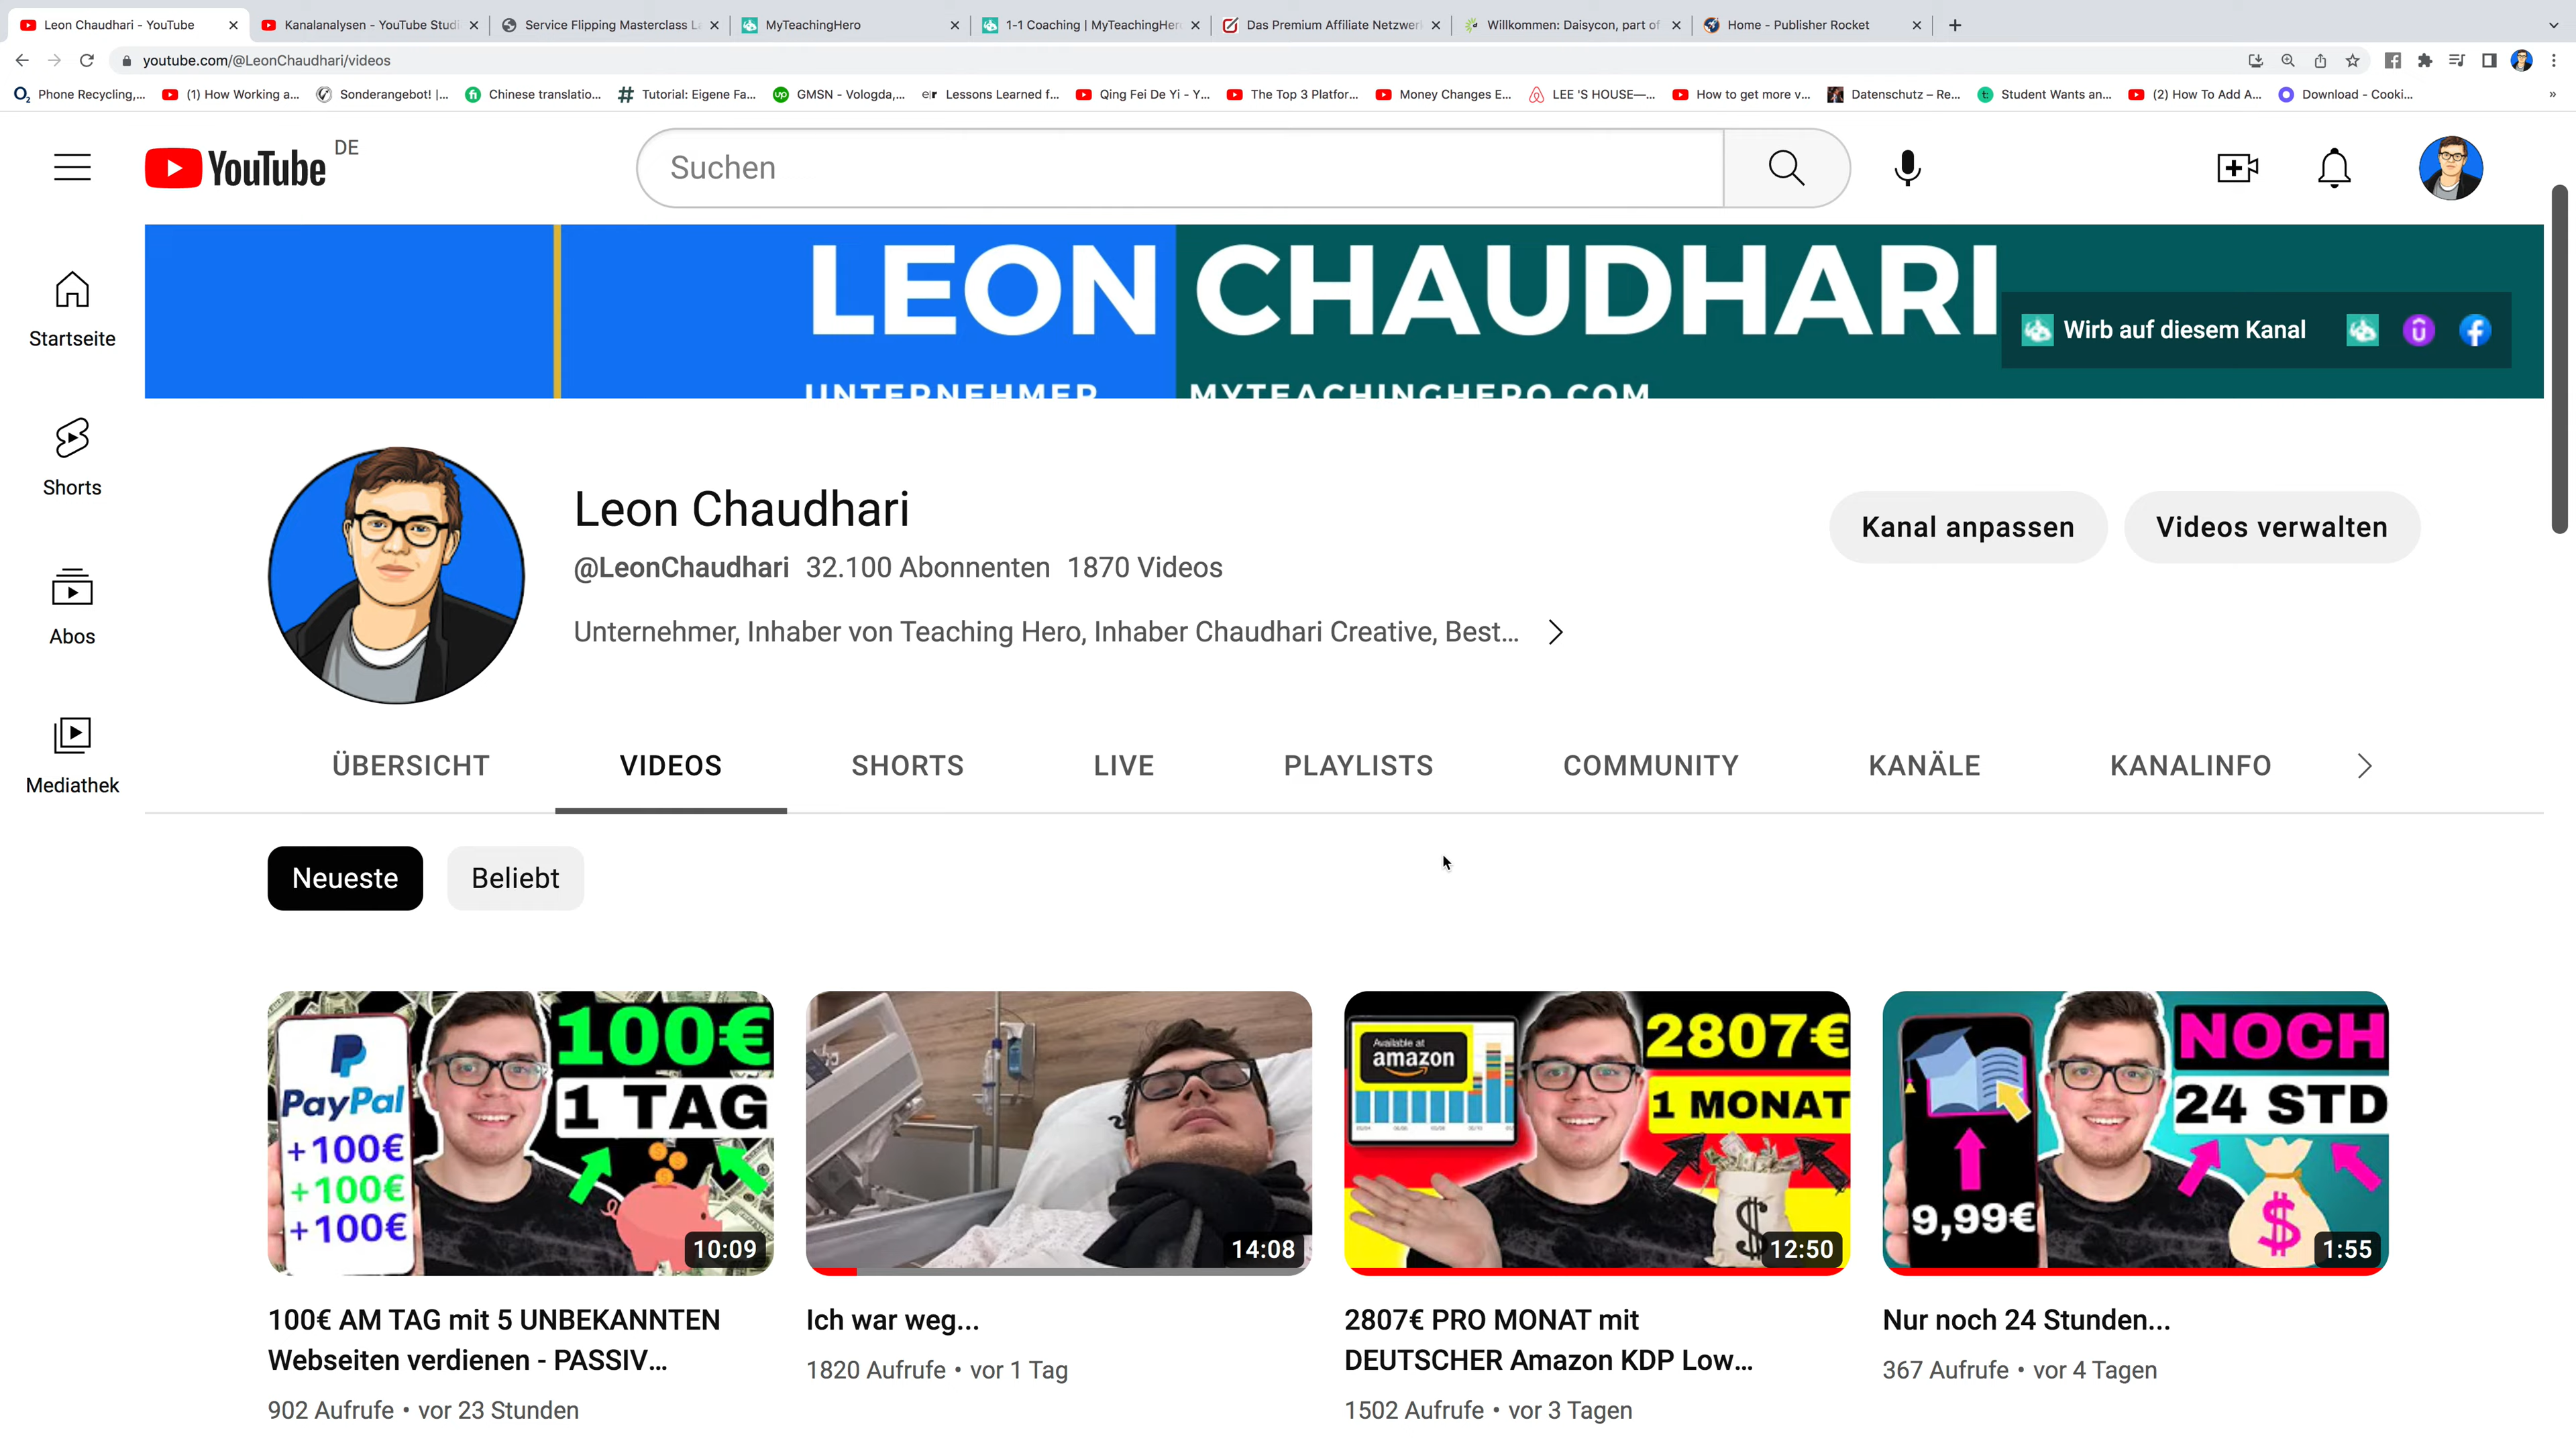 Leon Chaudhari - YouTube
Kanalanalysen - YouTube Studi
Service Flipping Masterclass La
MyTeachingHero
1-1 Coaching | MyTeachingHer
Das Premium Affiliate Netzwerk
Willkommen: Daisycon, part of
Home - Publisher Rocket
youtube.com/@LeonChaudhari/videos
Phone Recycling,...
(1) How Working a...
Sonderangebot! |...
Chinese translatio...
Tutorial: Eigene Fa...
GMSN - Vologda,...
Lessons Learned f...
Qing Fei De Yi - Y...
The Top 3 Platfor...
Money Changes E...
LEE 'S HOUSE—...
How to get more v...
Datenschutz – Re...
Student Wants an...
(2) How To Add A...
Download - Cooki...
YouTube DE
Suchen
Startseite
Shorts
Abos
Mediathek
LEON CHAUDHARI
UNTERNEHMER MYTEACHINGHERO.COM
Wirb auf diesem Kanal
Leon Chaudhari
@LeonChaudhari 32.100 Abonnenten 1870 Videos
Unternehmer, Inhaber von Teaching Hero, Inhaber Chaudhari Creative, Best...
Kanal anpassen
Videos verwalten
ÜBERSICHT VIDEOS SHORTS LIVE PLAYLISTS COMMUNITY KANÄLE KANALINFO
Neueste Beliebt
PayPal
+100€
+100€
+100€
100€
1 TAG
10:09
14:08
Available at
amazon
2807€
1 MONAT
12:50
NOCH
24 STD
9,99€
1:55
100€ AM TAG mit 5 UNBEKANNTEN
Webseiten verdienen - PASSIV...
902 Aufrufe • vor 23 Stunden
Ich war weg...
1820 Aufrufe • vor 1 Tag
2807€ PRO MONAT mit
DEUTSCHER Amazon KDP Low...
1502 Aufrufe • vor 3 Tagen
Nur noch 24 Stunden...
367 Aufrufe • vor 4 Tagen